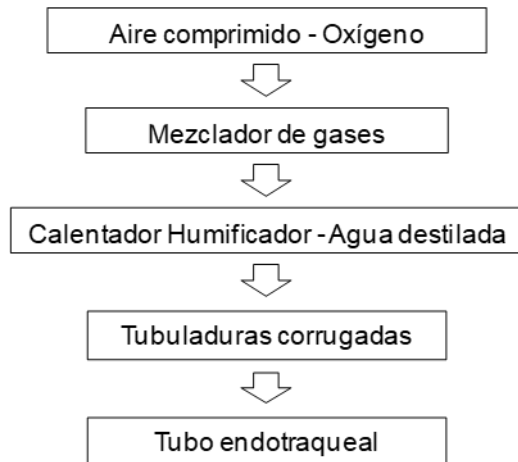 Aire comprimido - Oxígeno
Mezclador de gases
Calentador Humificador - Agua destilada
Tubuladuras corrugadas
Tubo endotraqueal